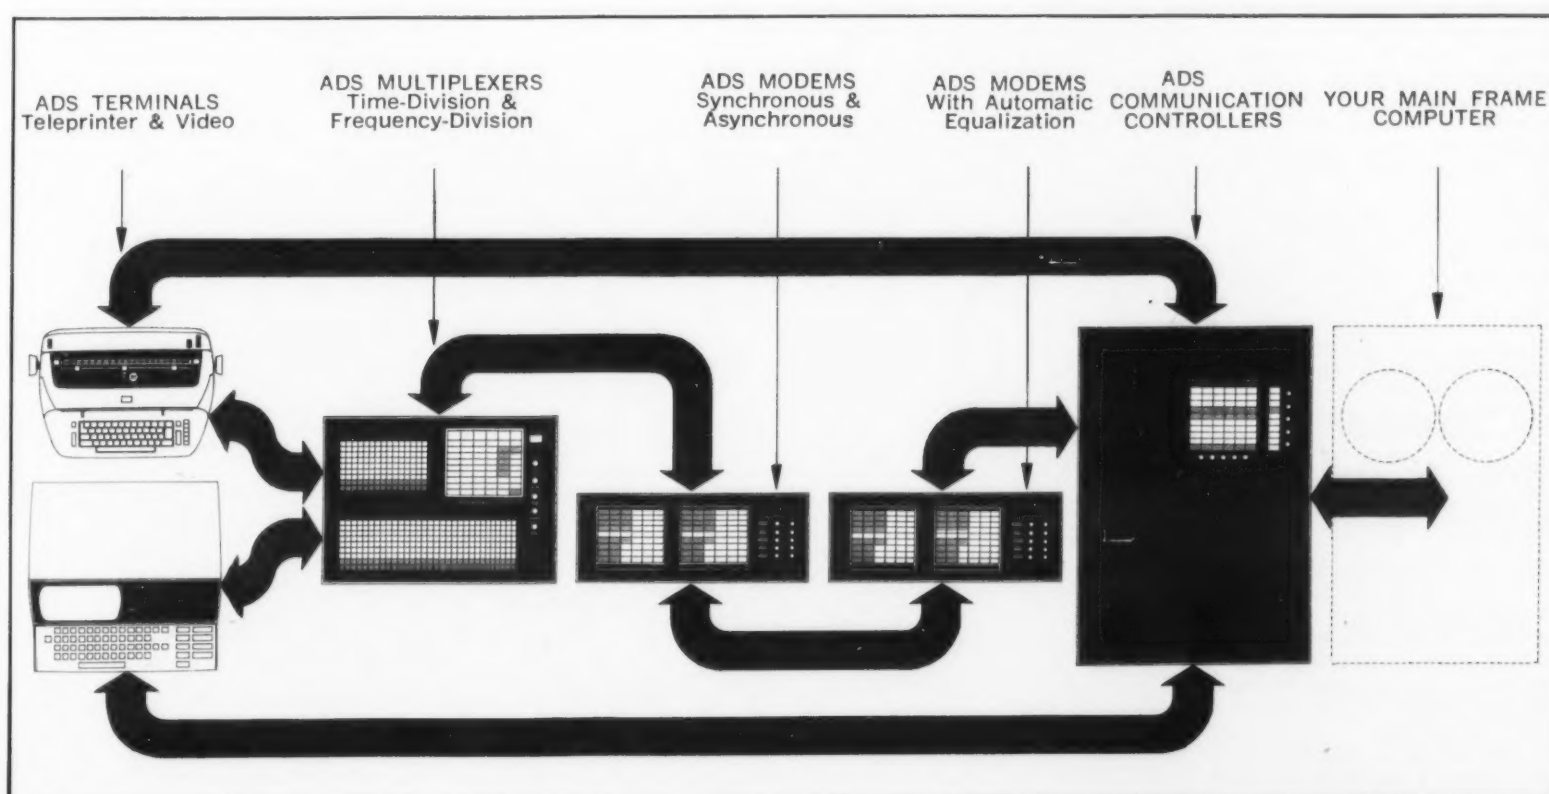 ADS TERMINALS
Teleprinter & Video
ADS MULTIPLEXERS
Time-Division &
Frequency-Division
ADS MODEMS
Synchronous &
Asynchronous
ADS MODEMS
With Automatic
Equalization
ADS
COMMUNICATION
CONTROLLERS
YOUR MAIN FRAME
COMPUTER